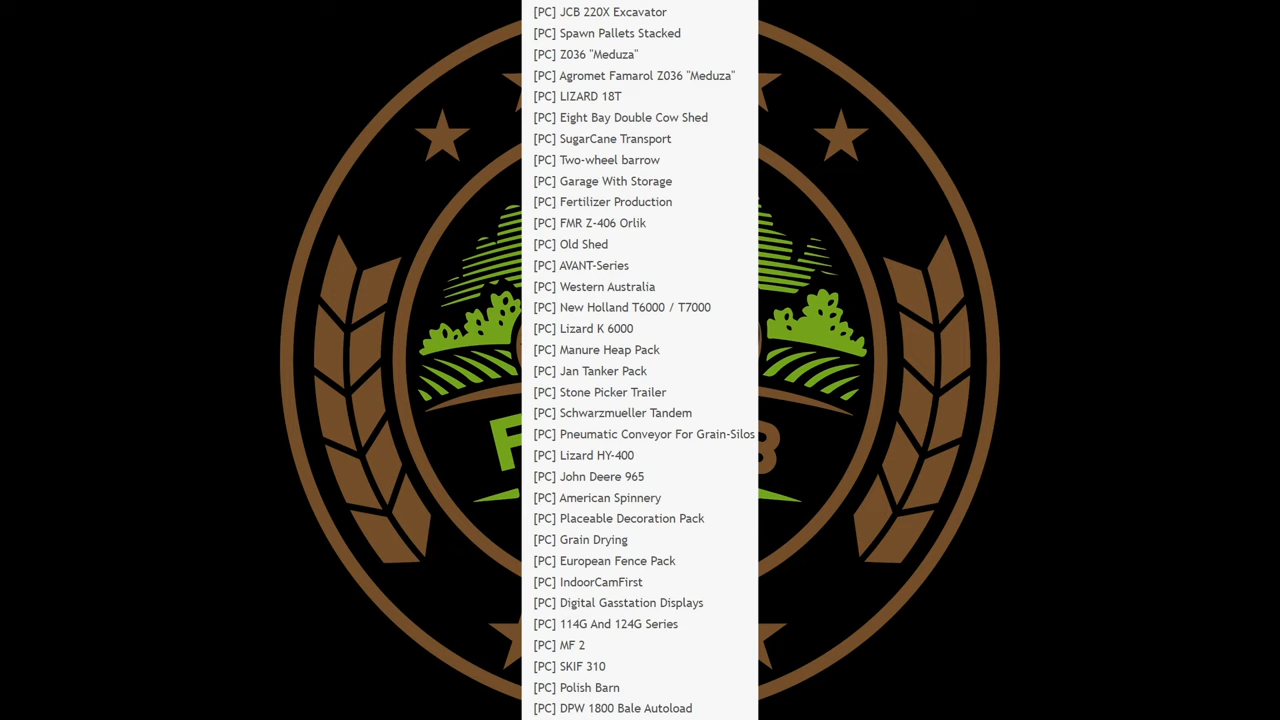 [PC] JCB 220X Excavator
[PC] Spawn Pallets Stacked
[PC] Z036 "Meduza"
[PC] Agromet Famarol Z036 "Meduza"
[PC] LIZARD 18T
[PC] Eight Bay Double Cow Shed
[PC] SugarCane Transport
[PC] Two-wheel barrow
[PC] Garage With Storage
[PC] Fertilizer Production
[PC] FMR Z-406 Orlik
[PC] Old Shed
[PC] AVANT-Series
[PC] Western Australia
[PC] New Holland T6000 / T7000
[PC] Lizard K 6000
[PC] Manure Heap Pack
[PC] Jan Tanker Pack
[PC] Stone Picker Trailer
[PC] Schwarzmueller Tandem
[PC] Pneumatic Conveyor For Grain-Silos
[PC] Lizard HY-400
[PC] John Deere 965
[PC] American Spinnery
[PC] Placeable Decoration Pack
[PC] Grain Drying
[PC] European Fence Pack
[PC] IndoorCamFirst
[PC] Digital Gasstation Displays
[PC] 114G And 124G Series
[PC] MF 2
[PC] SKIF 310
[PC] Polish Barn
[PC] DPW 1800 Bale Autoload